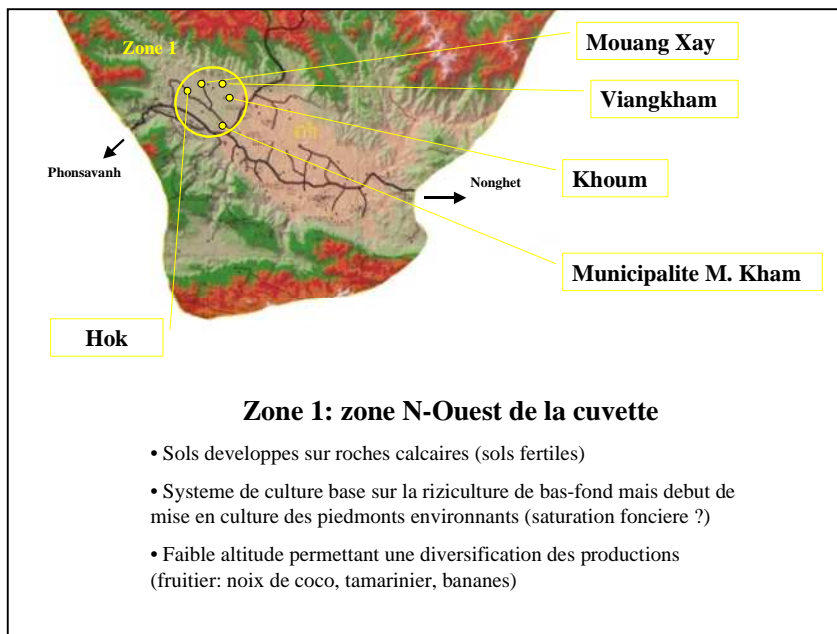 Zone 1
Mouang Xay
Viangkham
Phonsavanh
Nonghet
Khoum
Municipalite M. Kham
Hok
Zone 1: zone N-Ouest de la cuvette
• Sols developpes sur roches calcaires (sols fertiles)
• Systeme de culture base sur la riziculture de bas-fond mais debut de
mise en culture des piedmonts environnants (saturation fonciere ?)
• Faible altitude permettant une diversification des productions
(fruitier: noix de coco, tamarinier, bananes)